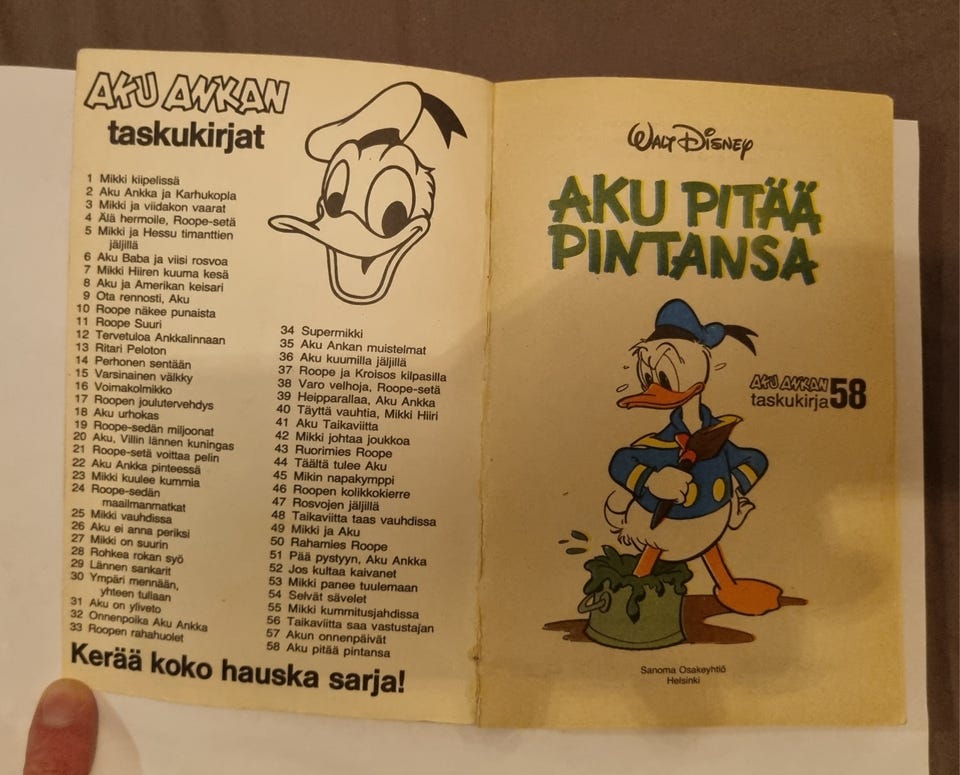 AKU ANKAN
taskukirjat
1 Mikki kiipelissä
2 Aku Ankka ja Karhukopla
3 Mikki ja viidakon vaarat
4 Älä hermoile, Roope-setä
5 Mikki ja Hessu timanttien
jäljillä
6 Aku Baba ja viisi rosvoa
7 Mikki Hiiren kuuma kesä
8 Aku ja Amerikan keisari
9 Ota rennosti, Aku
10 Roope näkee punaista
11 Roope Suuri
12 Tervetuloa Ankkalinnaan
13 Ritari Peloton
14 Perhonen sentään
15 Varsinainen välkky
16 Voimakolmikko
17 Roopen joulutervehdys
18 Aku urhokas
19 Roope-sedän miljoonat
20 Aku, Villin lännen kuningas
21 Roope-setä voittaa pelin
22 Aku Ankka pinteessä
23 Mikki kuulee kummia
24 Roope-sedän
maailmanmatkat
25 Mikki vauhdissa
26 Aku ei anna periksi
27 Mikki on suurin
28 Rohkea rokan syö
29 Lännen sankarit
30 Ympäri mennään,
yhteen tullaan
31 Aku on yliveto
32 Onnenpoika Aku Ankka
33 Roopen rahahuolet
34 Supermikki
35 Aku Ankan muistelmat
36 Aku kuumilla jäljillä
37 Roope ja Kroisos kilpasilla
38 Varo velhoja, Roope-setä
39 Heipparallaa, Aku Ankka
40 Täyttä vauhtia, Mikki Hiiri
41 Aku Taikaviitta
42 Mikki johtaa joukkoa
43 Ruorimies Roope
44 Täältä tulee Aku
45 Mikin napakymppi
46 Roopen kolikkokierre
47 Rosvojen jäljillä
48 Taikaviitta taas vauhdissa
49 Mikki ja Aku
50 Rahamies Roope
51 Pää pystyyn, Aku Ankka
52 Jos kultaa kaivanet
53 Mikki panee tuulemaan
54 Selvät sävelet
55 Mikki kummitusjahdissa
56 Taikaviitta saa vastustajan
57 Akun onnenpäivät
58 Aku pitää pintansa
Kerää koko hauska sarja!
WALT DISNEY
AKU PITÄÄ
PINTANSA
AKU ANKAN
taskukirja 58
Sanoma Osakeyhtiö
Helsinki